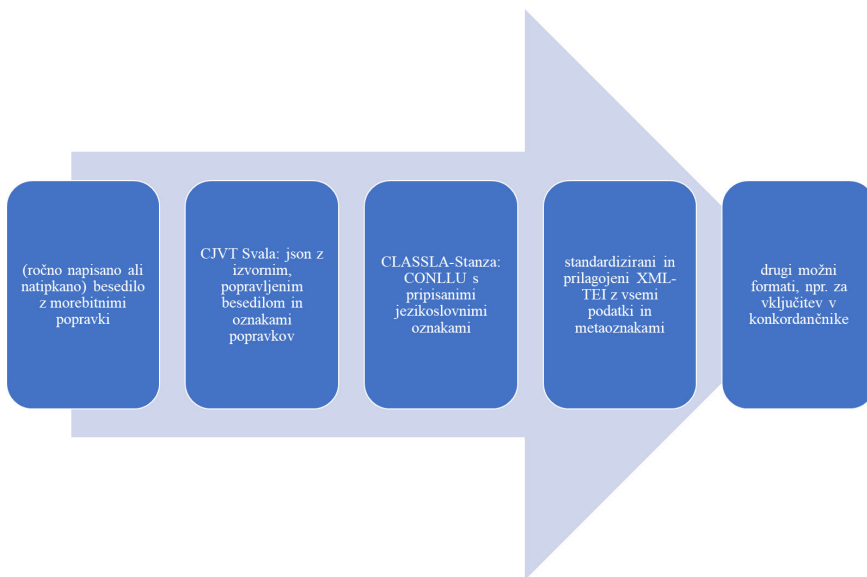 (ročno napisano ali
natipkano) besedilo
z morebitnimi
popravki
CJVT Svala: json z
izvornim,
popravljenim
besedilom in
oznakami
popravkov
CLASSLA-Stanza:
CONLLU s
pripisanimi
jezikoslovnimi
oznakami
standardizirani in
prilagojeni XML-
TEI z vsemi
podatki in
metaoznakami
drugi možni
formati, npr. za
vključitev v
konkordančnike